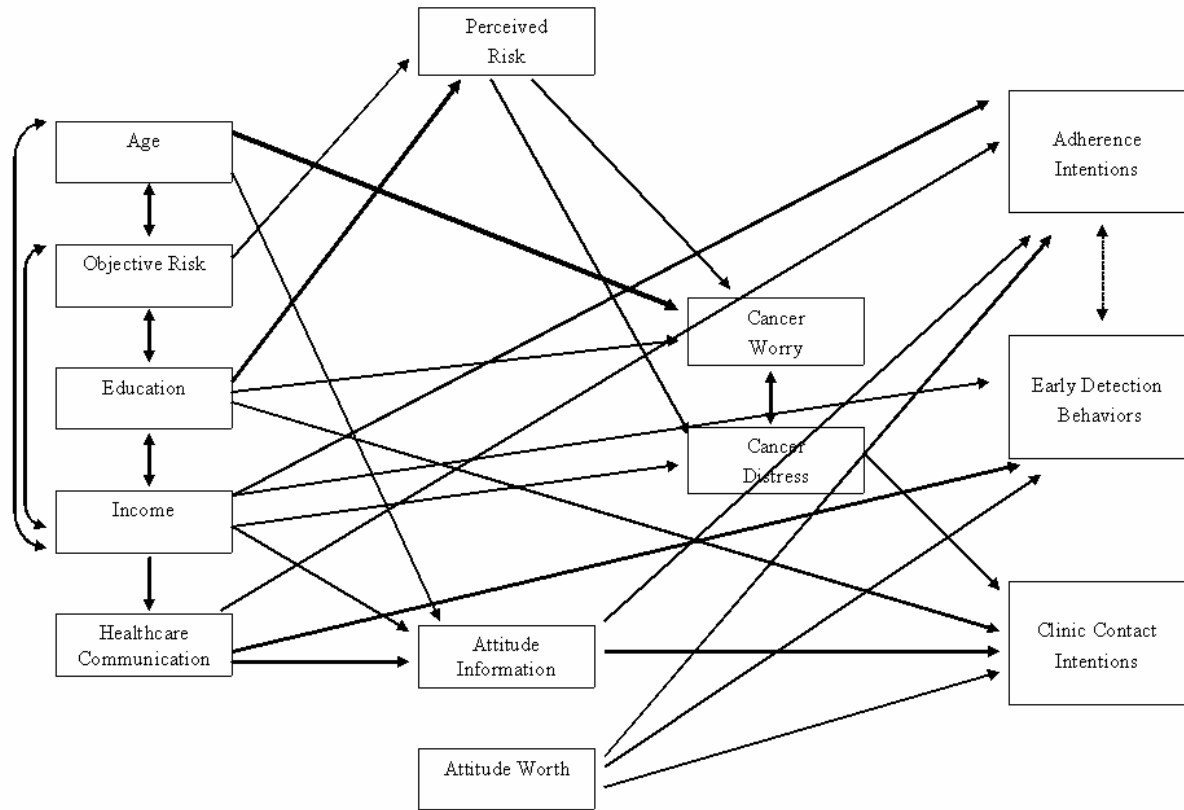 Perceived
Risk
Age
Adherence
Intentions
Objective Risk
Cancer
Worry
Education
Early Detection
Behaviors
Cancer
Distress
Income
Healthcare
Communication
Attitude
Information
Clinic Contact
Intentions
Attitude Worth